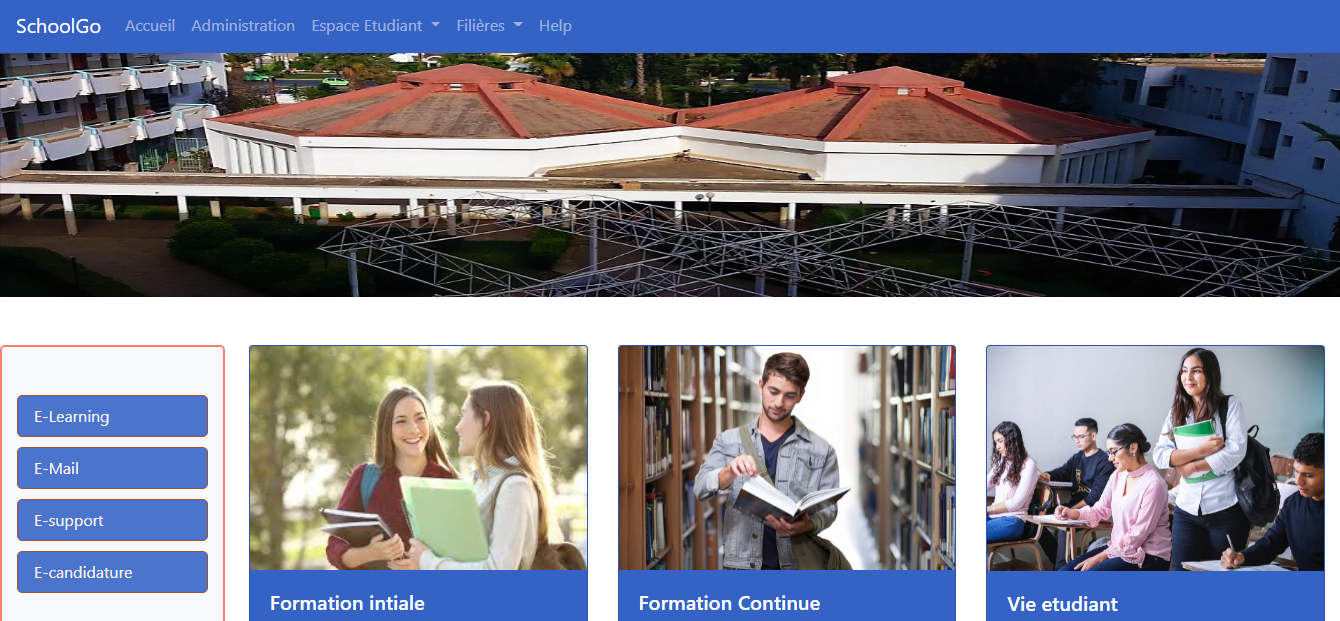 SchoolGo Accueil Administration Espace Etudiant Filières Help
E-Learning
E-Mail
E-support
E-candidature
Formation intiale
Formation Continue
Vie etudiant